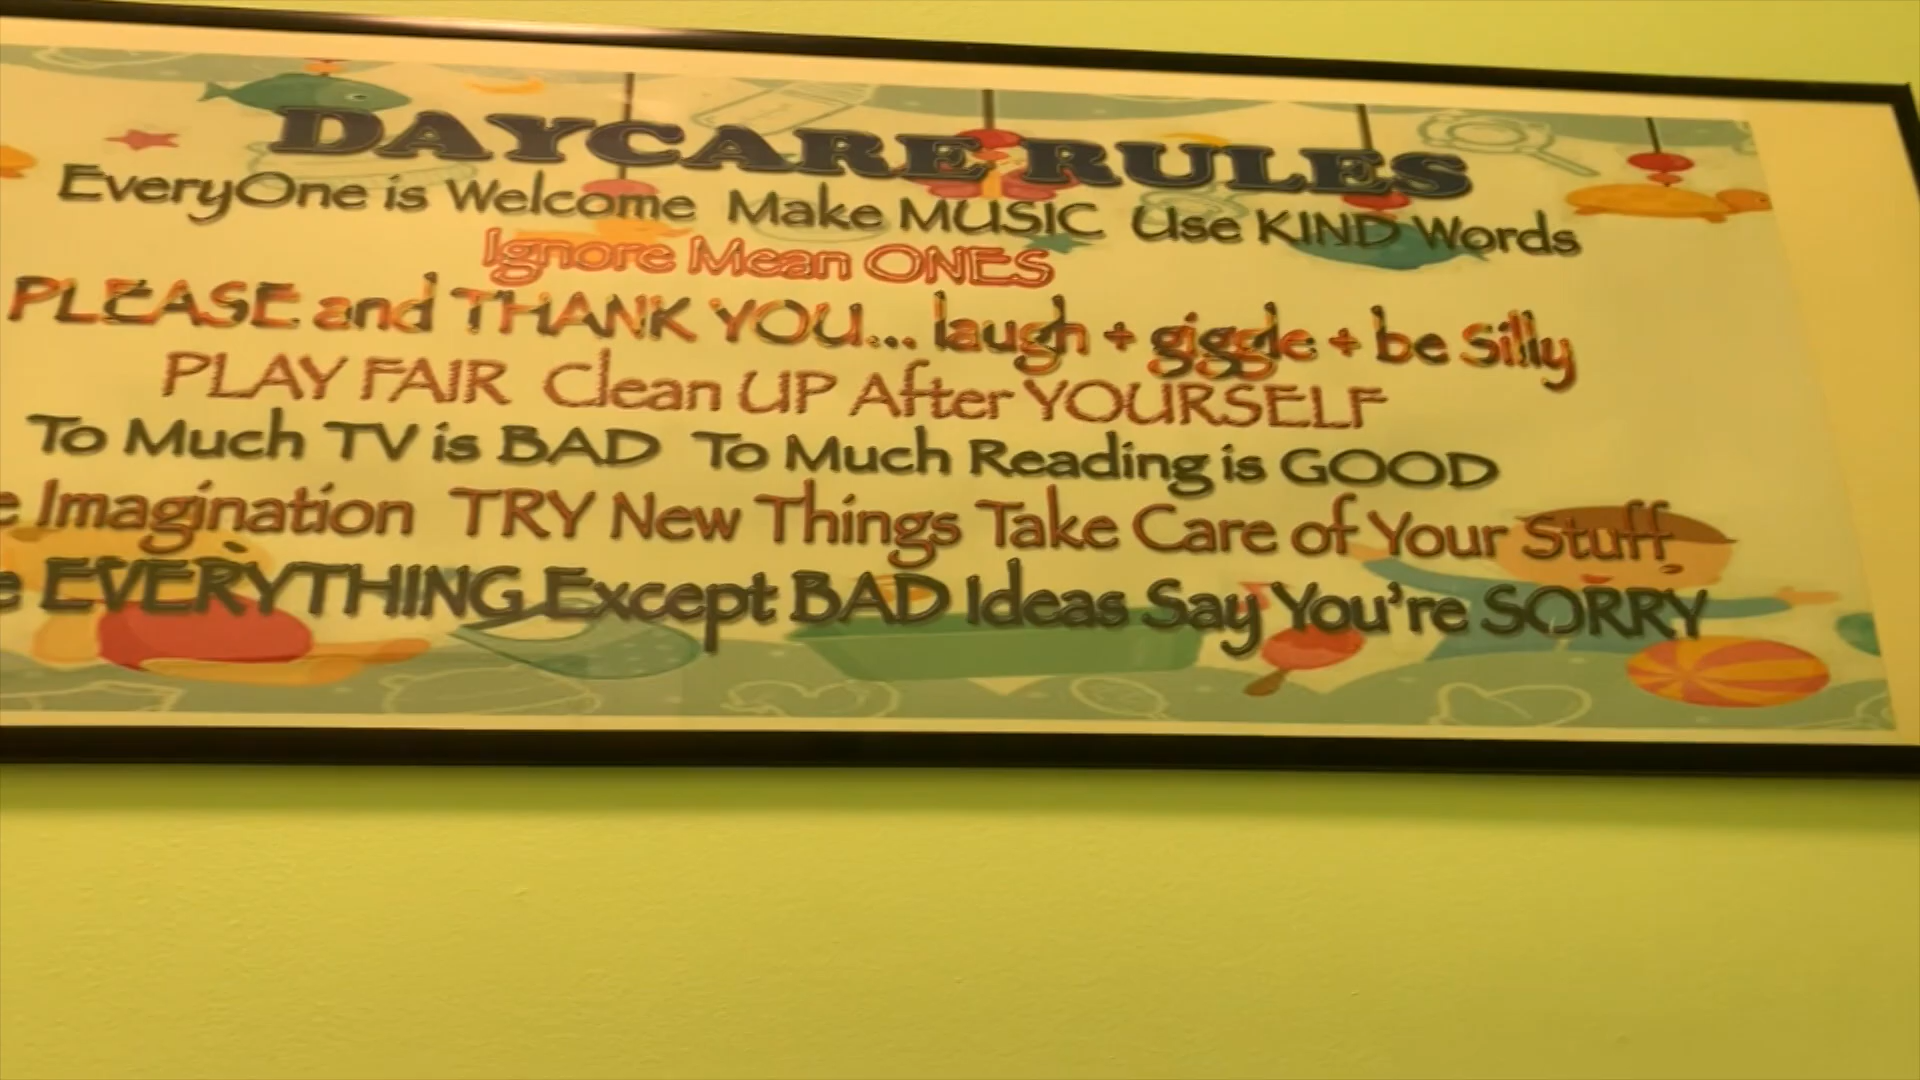 DAYCARE RULES
EveryOne is Welcome Make MUSIC Use KIND Words
Ignore Mean ONES
PLEASE and THANK YOU... laugh + giggle + be Silly
PLAY FAIR Clean UP After YOURSELF
To Much TV is BAD To Much Reading is GOOD
Imagination TRY New Things Take Care of Your Stuff
EVERYTHING Except BAD Ideas Say You're SORRY